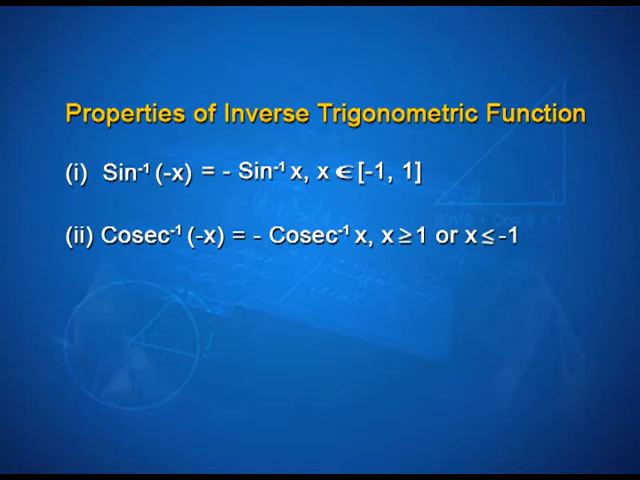 Properties of Inverse Trigonometric Function
(i) Sin⁻¹ (-x) = - Sin⁻¹ x, x ∈ [-1, 1]
(ii) Cosec⁻¹ (-x) = - Cosec⁻¹ x, x ≥ 1 or x ≤ -1